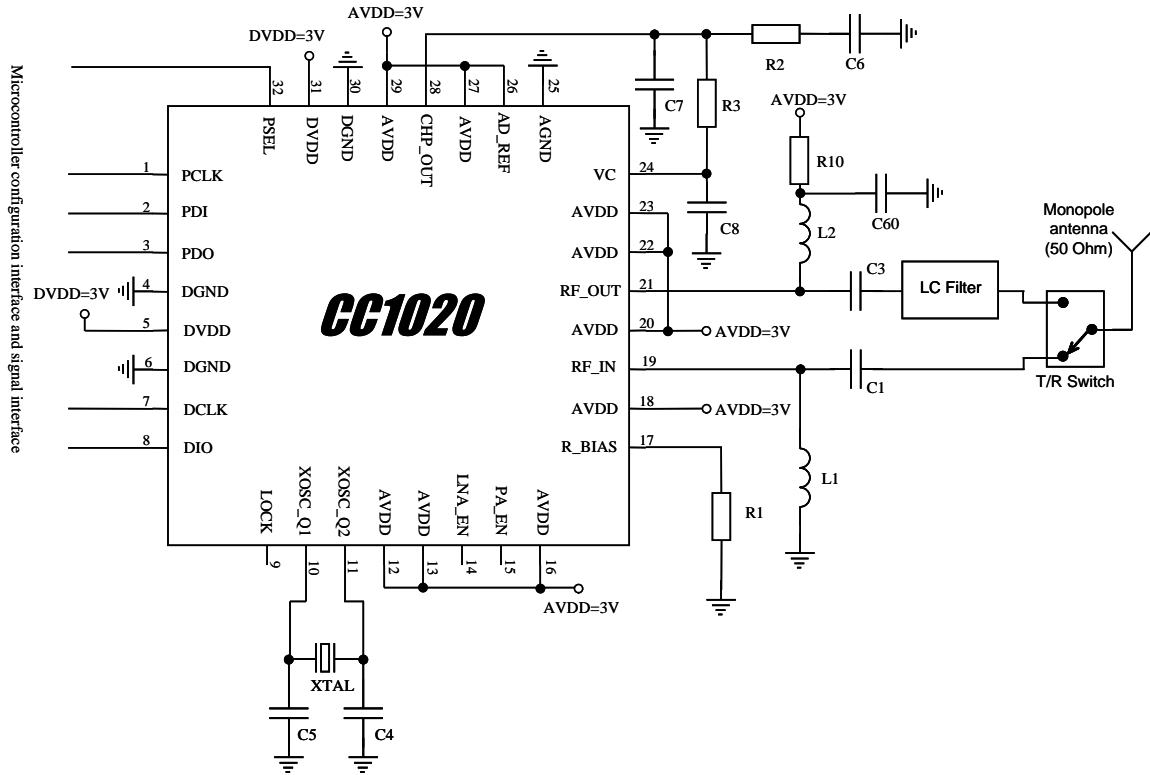 AVDD=3V
DVDD=3V
R2
C6
32
31
30
29
28
27
26
25
C7
R3
AVDD=3V
PSEL
DVDD
DGND
AVDD
CHP_OUT
AVDD
AD_REF
AGND
R10
Microcontroller configuration interface and signal interface
1
PCLK
VC
24
2
PDI
AVDD
23
C8
L2
C60
Monopole
antenna
(50 Ohm)
3
PDO
AVDD
22
C3
LC Filter
DVDD=3V
4
DGND
RF_OUT
21
CC1020
5
DVDD
AVDD
20
AVDD=3V
6
DGND
RF_IN
19
C1
T/R Switch
7
DCLK
AVDD
18
AVDD=3V
8
DIO
R_BIAS
17
L1
R1
LOCK
XOSC_Q1
XOSC_Q2
AVDD
AVDD
LNA_EN
PA_EN
AVDD
9
10
11
12
13
14
15
16
AVDD=3V
XTAL
C5
C4